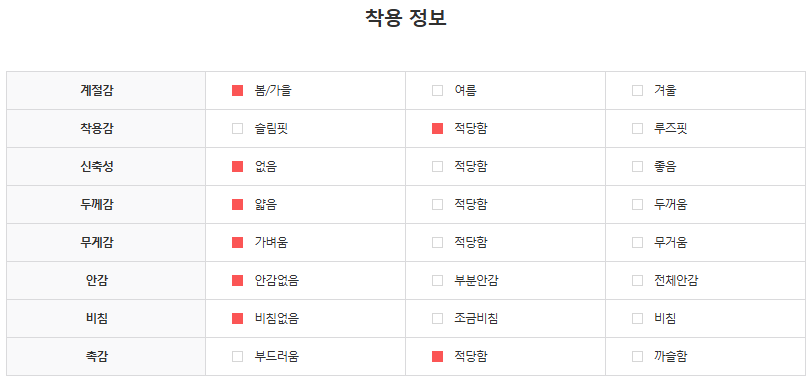 착용 정보
계절감 봄/가을 여름 겨울
착용감 슬림핏 적당함 루즈핏
신축성 없음 적당함 좋음
두께감 얇음 적당함 두꺼움
무게감 가벼움 적당함 무거움
안감 안감없음 부분안감 전체안감
비침 비침없음 조금비침 비침
촉감 부드러움 적당함 까슬함